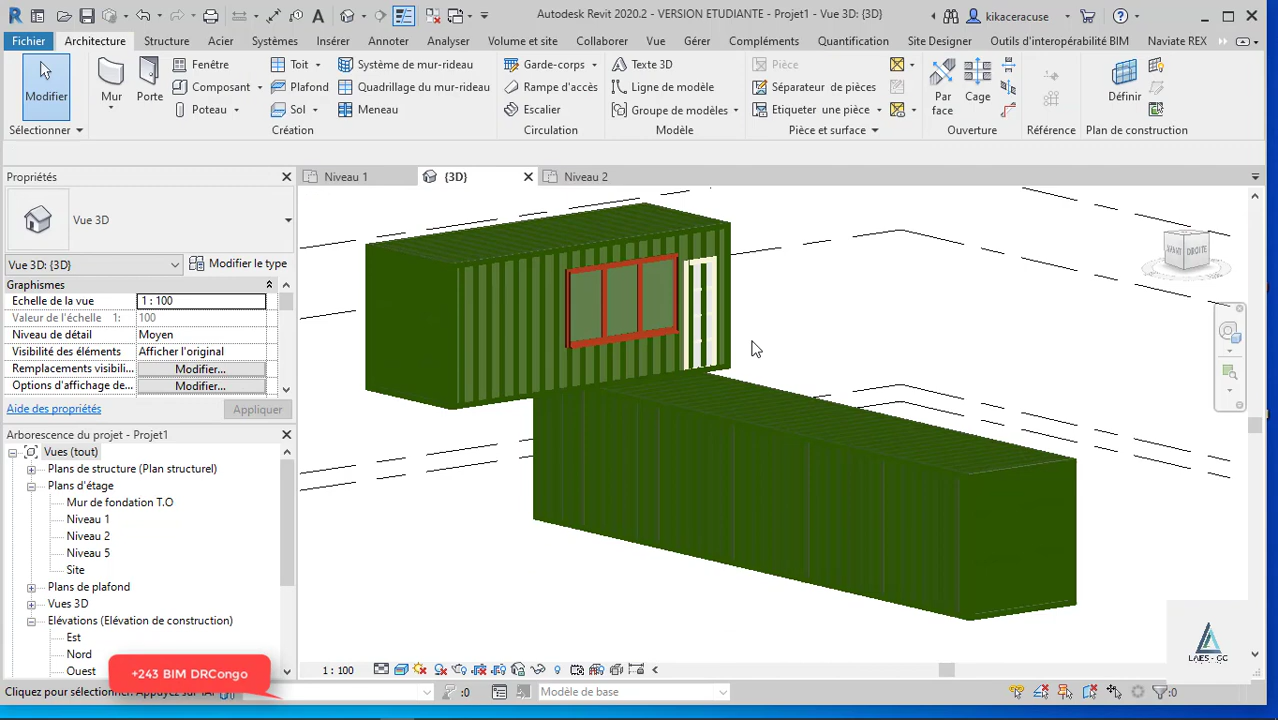 Autodesk Revit 2020.2 - VERSION ETUDIANTE - Projet1 - Vue 3D: {3D}
kikaceracuse
Fichier Architecture Structure Acier Systèmes Insérer Annoter Analyser Volume et site Collaborer Vue Gérer Compléments Quantification Site Designer Outils d'interopérabilité BIM Naviate REX
Modifier
Sélectionner
Mur
Porte
Fenêtre
Composant
Poteau
Toit
Plafond
Sol
Système de mur-rideau
Quadrillage du mur-rideau
Meneau
Création
Garde-corps
Rampe d'accès
Escalier
Circulation
Texte 3D
Ligne de modèle
Groupe de modèles
Modèle
Pièce
Séparateur de pièces
Etiqueter une pièce
Pièce et surface
Par
face
Cage
Ouverture
Référence
Définir
Plan de construction
Propriétés
Vue 3D
Vue 3D: {3D}
Modifier le type
Graphismes
Echelle de la vue 1 : 100
Valeur de l'échelle 1: 100
Niveau de détail Moyen
Visibilité des éléments Afficher l'original
Remplacements visibili... Modifier...
Options d'affichage de... Modifier...
Aide des propriétés
Appliquer
Arborescence du projet - Projet1
Vues (tout)
Plans de structure (Plan structurel)
Plans d'étage
Mur de fondation T.O
Niveau 1
Niveau 2
Niveau 5
Site
Plans de plafond
Vues 3D
Elévations (Elévation de construction)
Est
Nord
Ouest
Niveau 1
{3D}
Niveau 2
DROITE
LAES - GC
+243 BIM DRCongo
1 : 100
:0
Modèle de base
:0